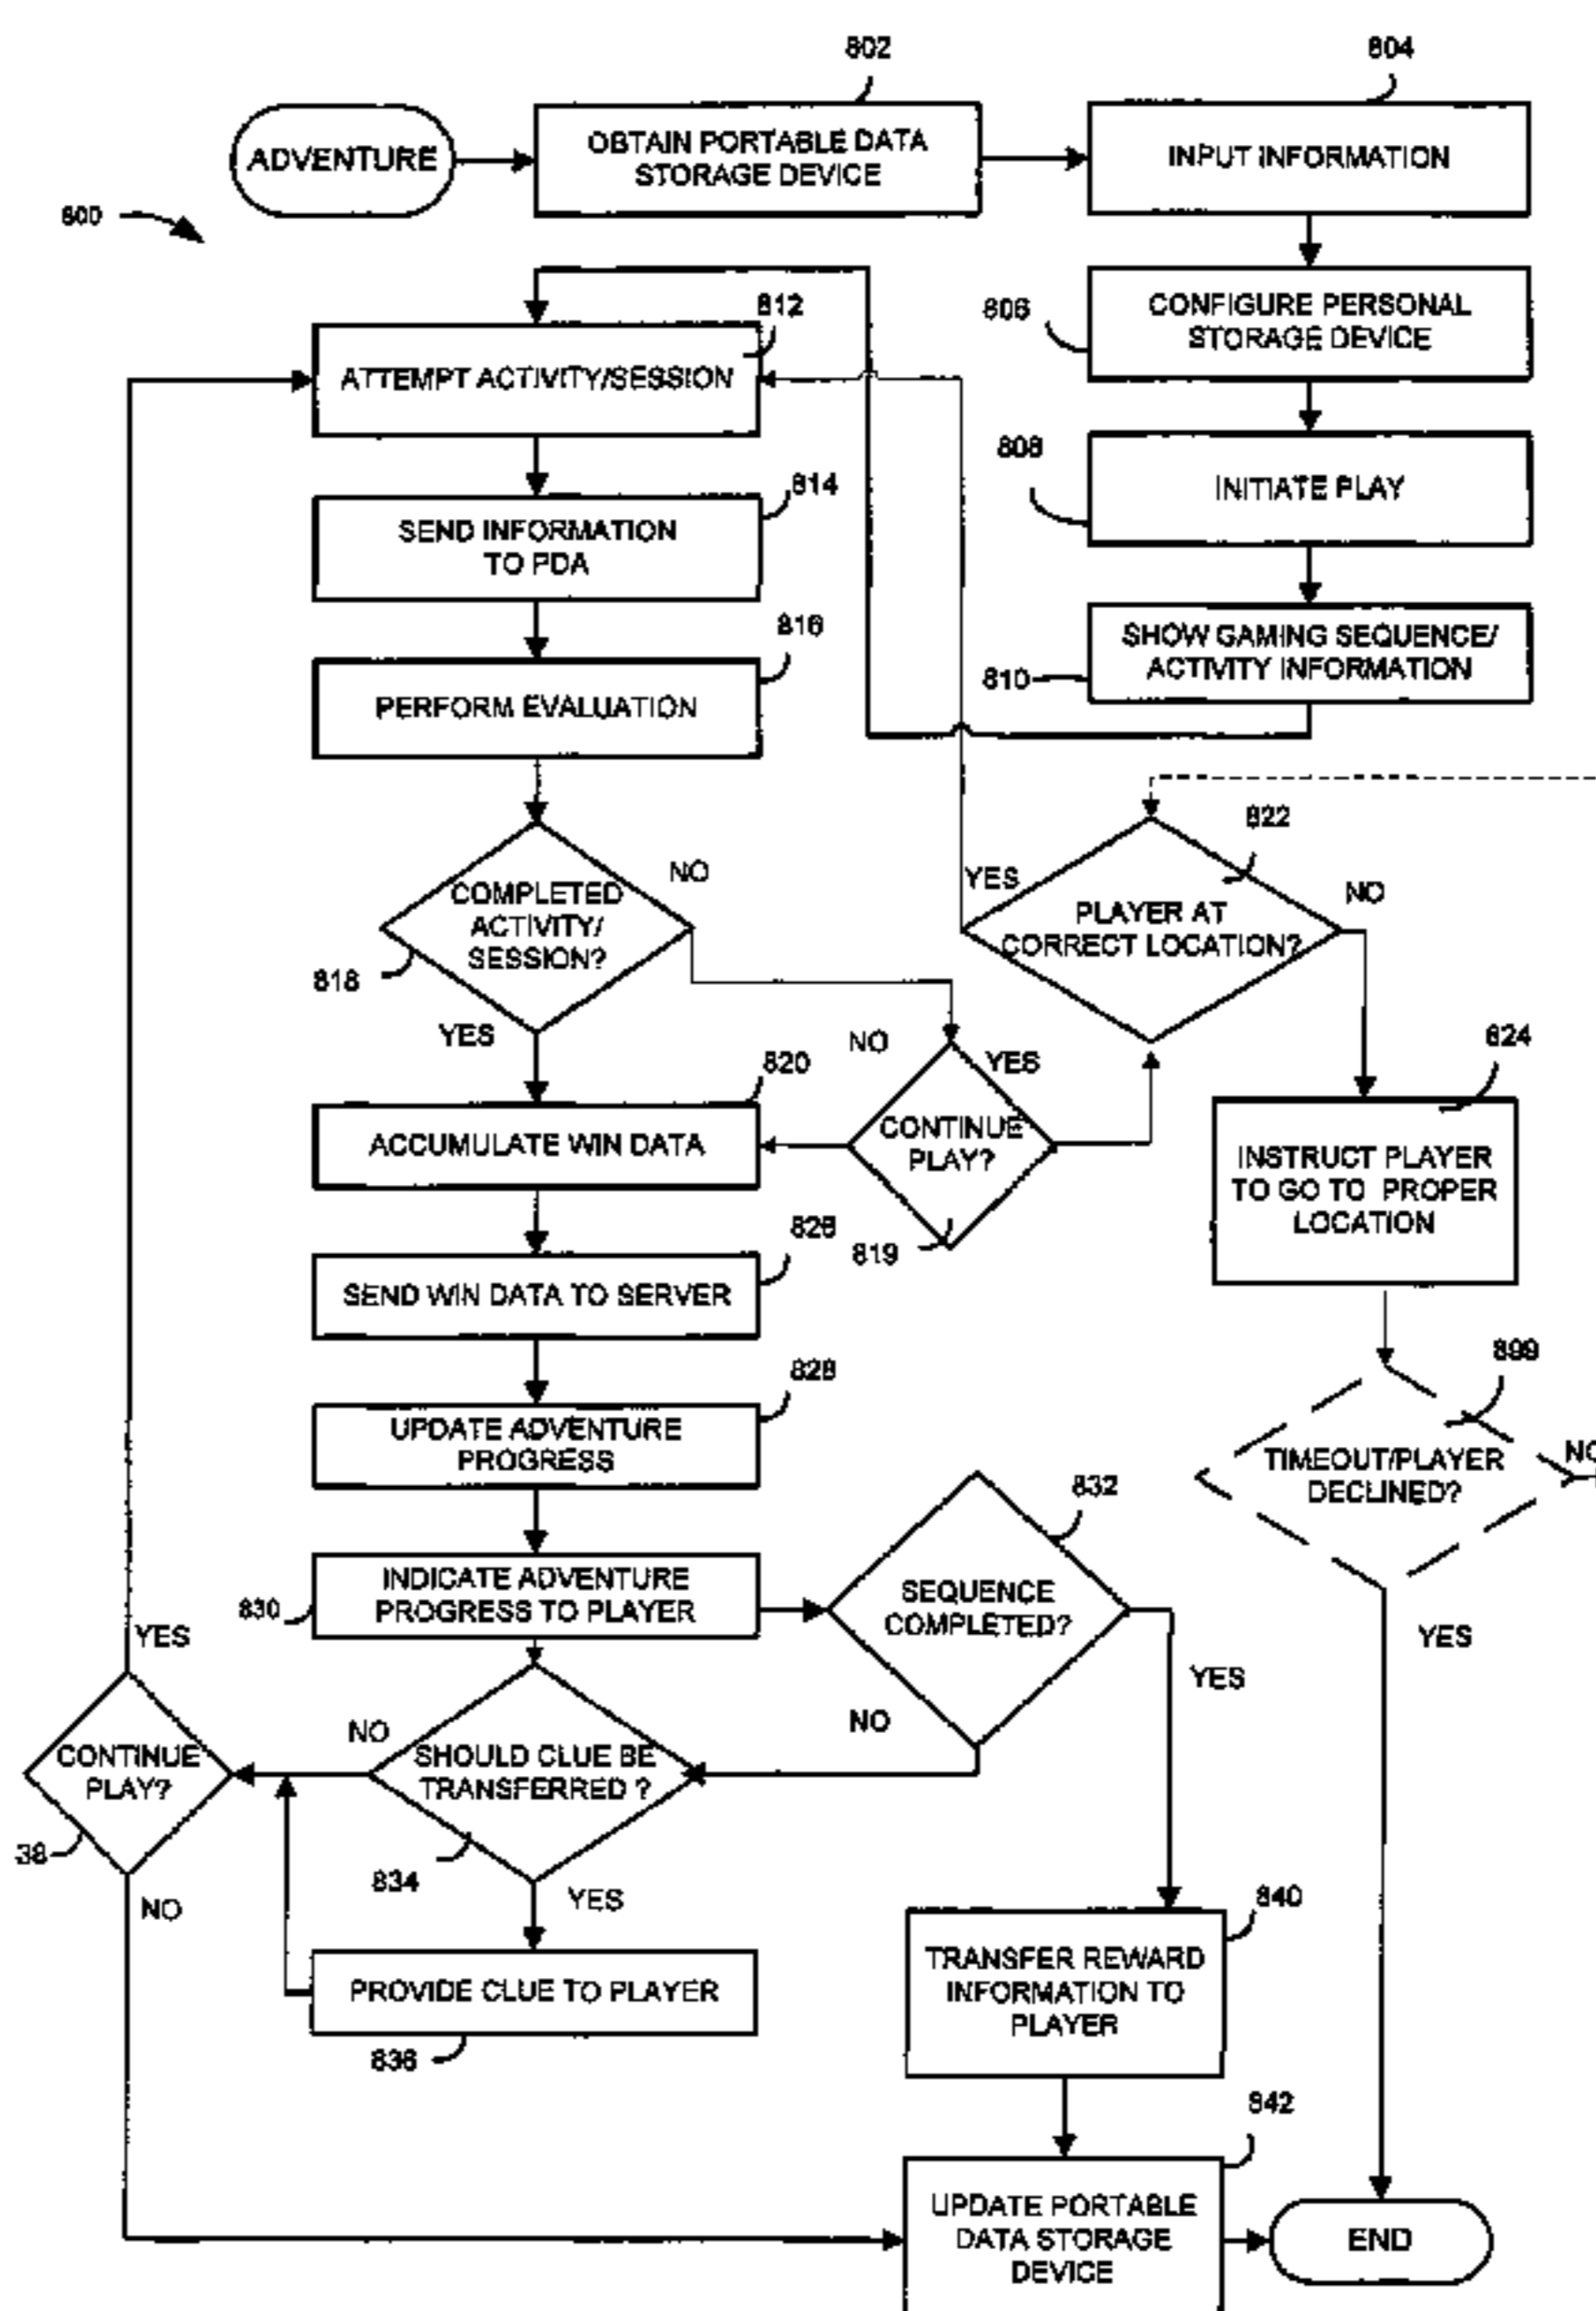 802
804
ADVENTURE
OBTAIN PORTABLE DATA
STORAGE DEVICE
INPUT INFORMATION
800
806
CONFIGURE PERSONAL
STORAGE DEVICE
812
ATTEMPT ACTIVITY/SESSION
808
INITIATE PLAY
814
SEND INFORMATION
TO PDA
810
SHOW GAMING SEQUENCE/
ACTIVITY INFORMATION
816
PERFORM EVALUATION
COMPLETED
ACTIVITY/
SESSION?
818
NO
YES
822
YES
PLAYER AT
CORRECT LOCATION?
NO
NO
YES
CONTINUE
PLAY?
819
820
ACCUMULATE WIN DATA
824
INSTRUCT PLAYER
TO GO TO PROPER
LOCATION
826
SEND WIN DATA TO SERVER
828
UPDATE ADVENTURE
PROGRESS
899
TIMEOUT/PLAYER
DECLINED?
NO
YES
830
INDICATE ADVENTURE
PROGRESS TO PLAYER
832
SEQUENCE
COMPLETED?
YES
NO
YES
CONTINUE
PLAY?
38
NO
NO
SHOULD CLUE BE
TRANSFERRED ?
834
YES
PROVIDE CLUE TO PLAYER
836
840
TRANSFER REWARD
INFORMATION TO
PLAYER
842
UPDATE PORTABLE
DATA STORAGE
DEVICE
END